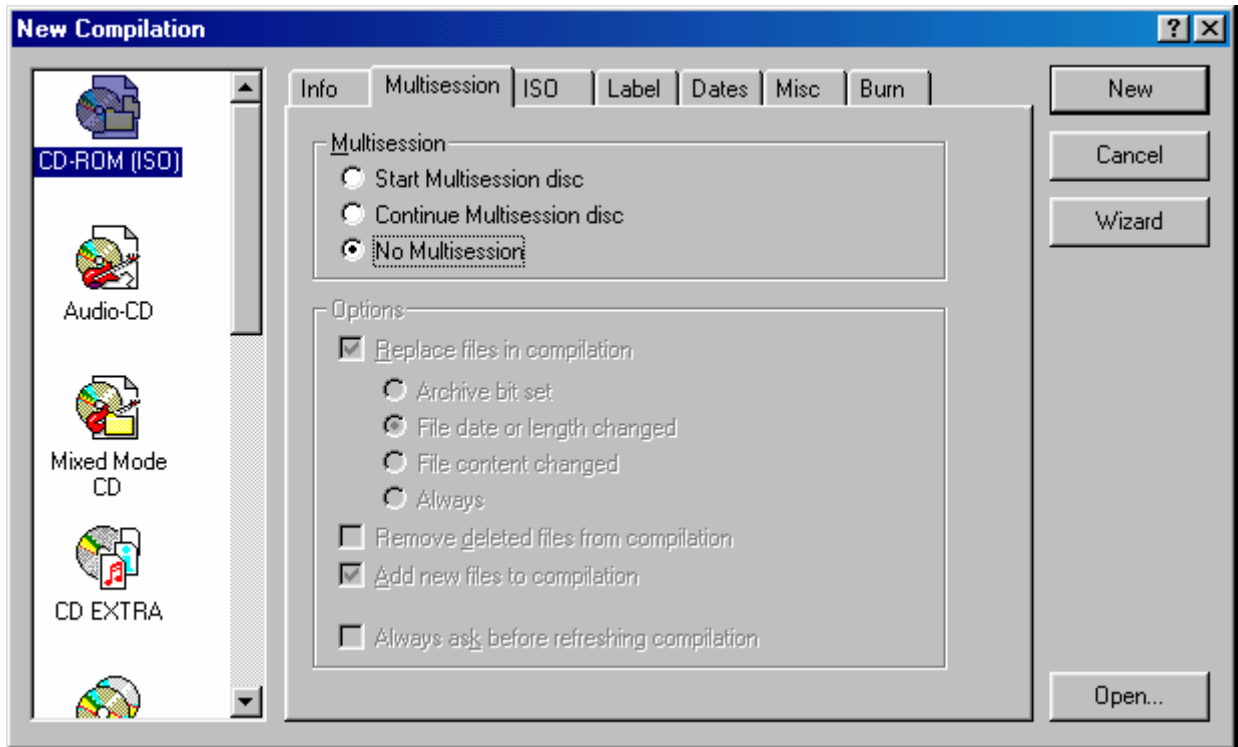 New Compilation
CD-ROM (ISO)
Audio-CD
Mixed Mode
CD
CD EXTRA
Info Multisession ISO Label Dates Misc Burn
Multisession
Start Multisession disc
Continue Multisession disc
No Multisession
Options
Replace files in compilation
Archive bit set
File date or length changed
File content changed
Always
Remove deleted files from compilation
Add new files to compilation
Always ask before refreshing compilation
New
Cancel
Wizard
Open...